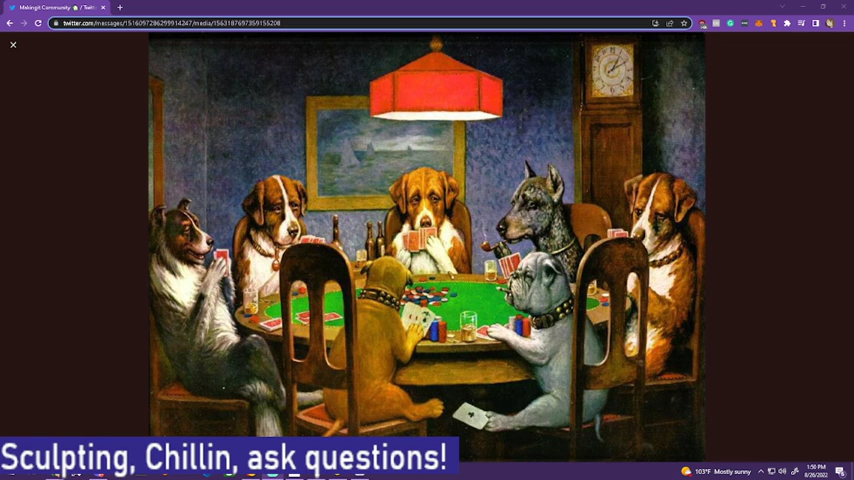 Makingit Community 🏠 / Twitt
twitter.com/messages/1516097286299914247/media/1563187697359155208
Sculpting, Chillin, ask questions!
103°F Mostly sunny
1:50 PM
8/26/2022